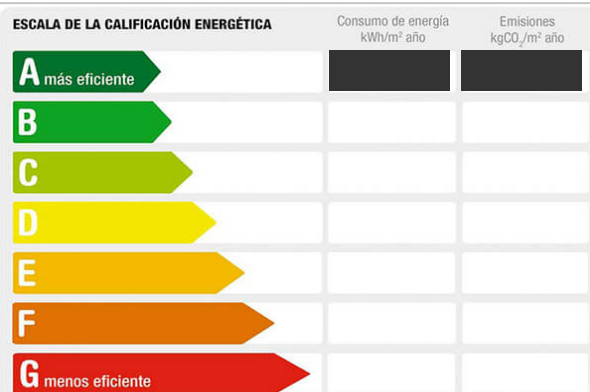 ESCALA DE LA CALIFICACIÓN ENERGÉTICA
Consumo de energía
kWh/m² año
Emisiones
kgCO₂/m² año
A más eficiente
B
C
D
E
F
G menos eficiente